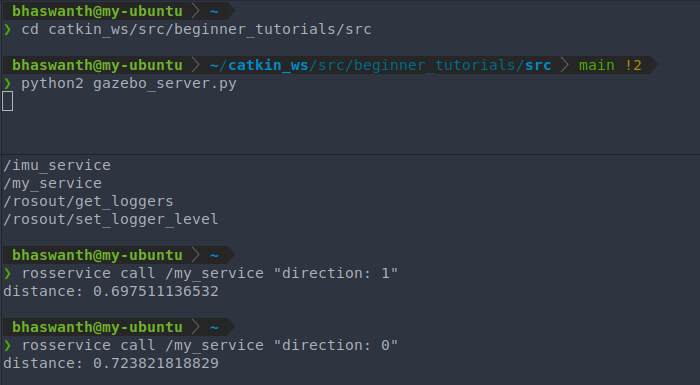 bhaswanth@my-ubuntu ~
❯ cd catkin_ws/src/beginner_tutorials/src
bhaswanth@my-ubuntu ~/catkin_ws/src/beginner_tutorials/src main !2
❯ python2 gazebo_server.py
/imu_service
/my_service
/rosout/get_loggers
/rosout/set_logger_level
bhaswanth@my-ubuntu ~
❯ rosservice call /my_service "direction: 1"
distance: 0.697511136532
bhaswanth@my-ubuntu ~
❯ rosservice call /my_service "direction: 0"
distance: 0.723821818829